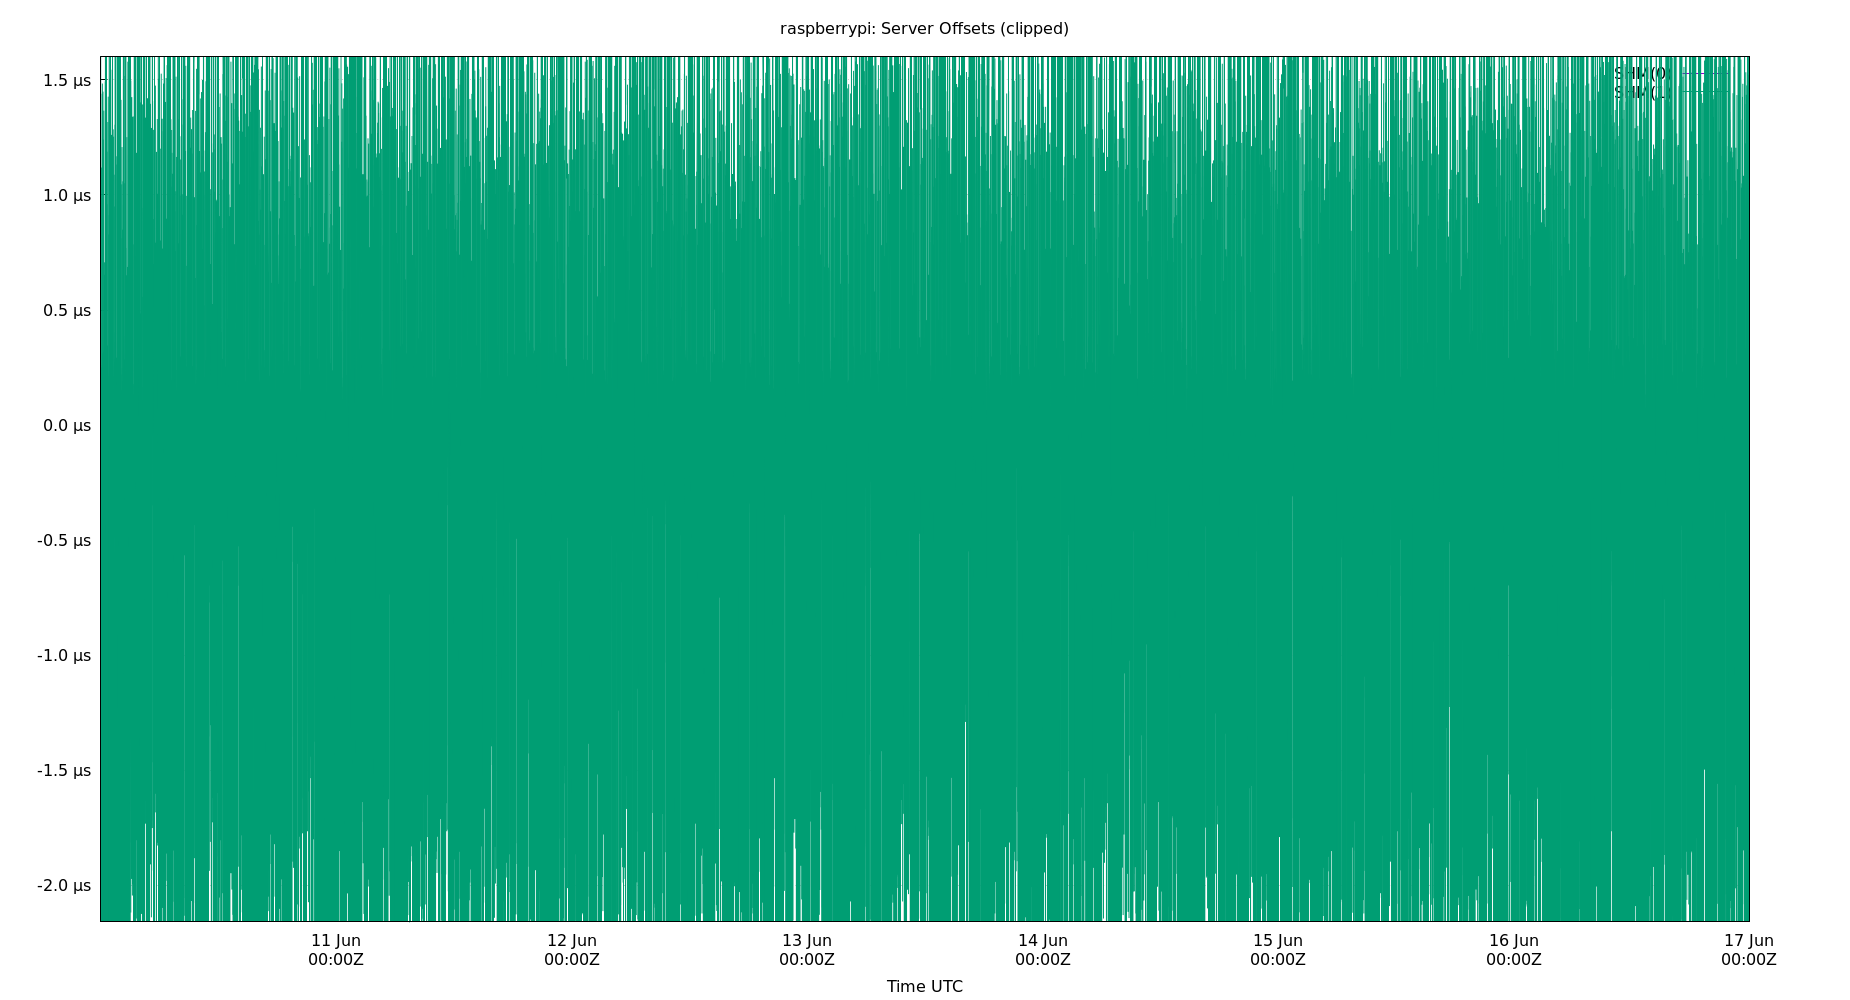 raspberrypi: Server Offsets (clipped)
1.5 µs
1.0 µs
0.5 µs
0.0 µs
-0.5 µs
-1.0 µs
-1.5 µs
-2.0 µs
SHM(0)
11 Jun 12 Jun 13 Jun 14 Jun 15 Jun 16 Jun 17 Jun
00:00Z 00:00Z 00:00Z 00:00Z 00:00Z 00:00Z 00:00Z
Time UTC